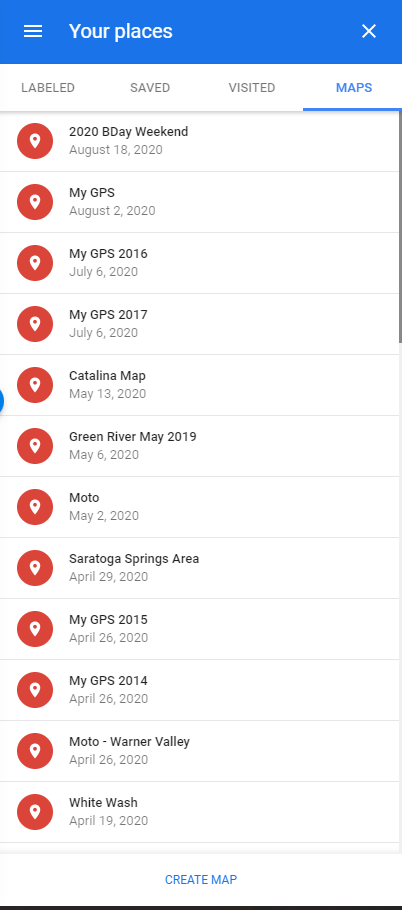 Your places
LABELED SAVED VISITED MAPS
2020 BDay Weekend
August 18, 2020
My GPS
August 2, 2020
My GPS 2016
July 6, 2020
My GPS 2017
July 6, 2020
Catalina Map
May 13, 2020
Green River May 2019
May 6, 2020
Moto
May 2, 2020
Saratoga Springs Area
April 29, 2020
My GPS 2015
April 26, 2020
My GPS 2014
April 26, 2020
Moto - Warner Valley
April 26, 2020
White Wash
April 19, 2020
CREATE MAP